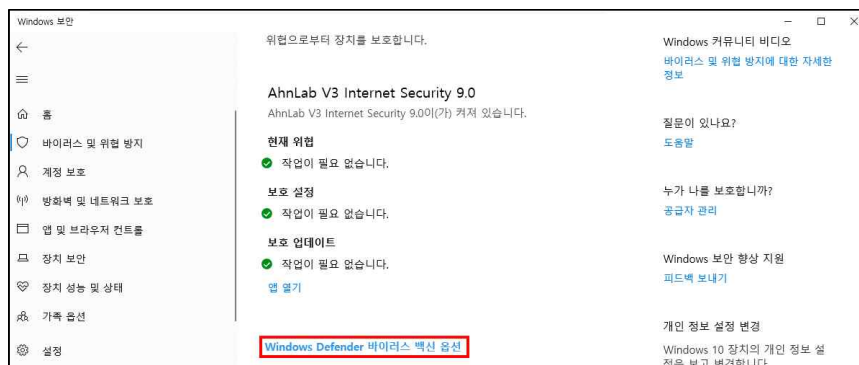 Windows 보안
위협으로부터 장치를 보호합니다.
AhnLab V3 Internet Security 9.0
AhnLab V3 Internet Security 9.0이(가) 켜져 있습니다.
현재 위협
작업이 필요 없습니다.
보호 설정
작업이 필요 없습니다.
보호 업데이트
작업이 필요 없습니다.
앱 열기
Windows Defender 바이러스 백신 옵션
홈
바이러스 및 위협 방지
계정 보호
방화벽 및 네트워크 보호
앱 및 브라우저 컨트롤
장치 보안
장치 성능 및 상태
가족 옵션
설정
Windows 커뮤니티 비디오
바이러스 및 위협 방지에 대한 자세한
정보
질문이 있나요?
도움말
누가 나를 보호합니까?
공급자 관리
Windows 보안 향상 지원
피드백 보내기
개인 정보 설정 변경
Windows 10 장치의 개인 정보 설
정을 보고 변경합니다